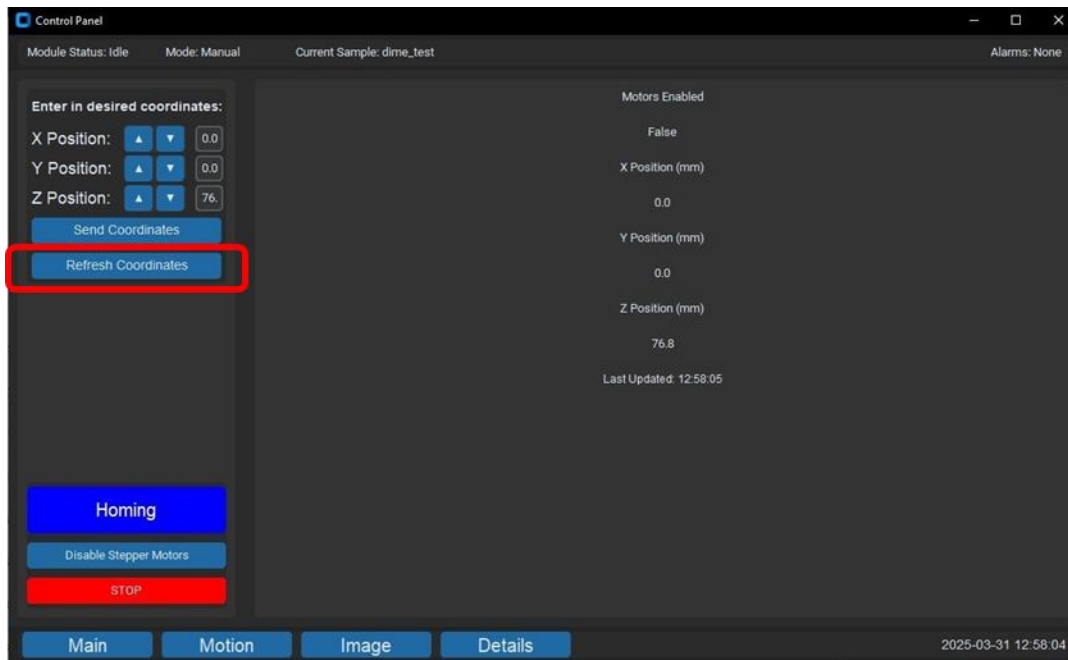 Control Panel
Module Status: Idle Mode: Manual Current Sample: dime_test Alarms: None
Enter in desired coordinates:
X Position: ▲ ▼ 0.0
Y Position: ▲ ▼ 0.0
Z Position: ▲ ▼ 76.
Send Coordinates
Refresh Coordinates
Homing
Disable Stepper Motors
STOP
Motors Enabled
False
X Position (mm)
0.0
Y Position (mm)
0.0
Z Position (mm)
76.8
Last Updated: 12:58:05
Main Motion Image Details 2025-03-31 12:58:04